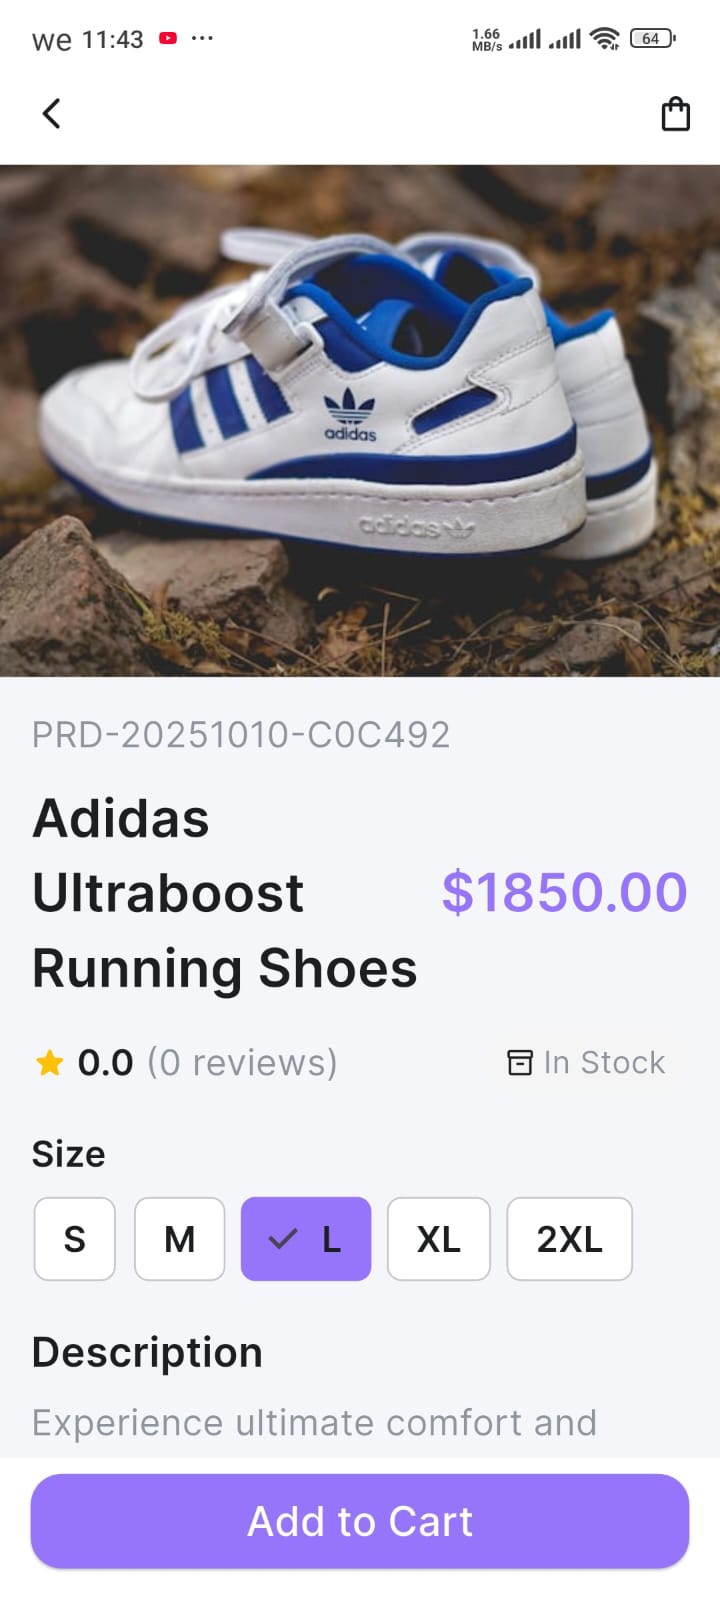 we 11:43 ...
1.66
MB/s
64
adidas
adidas
PRD-20251010-C0C492
Adidas
Ultraboost
Running Shoes
$1850.00
0.0 (0 reviews)
In Stock
Size
S M L XL 2XL
Description
Experience ultimate comfort and
Add to Cart